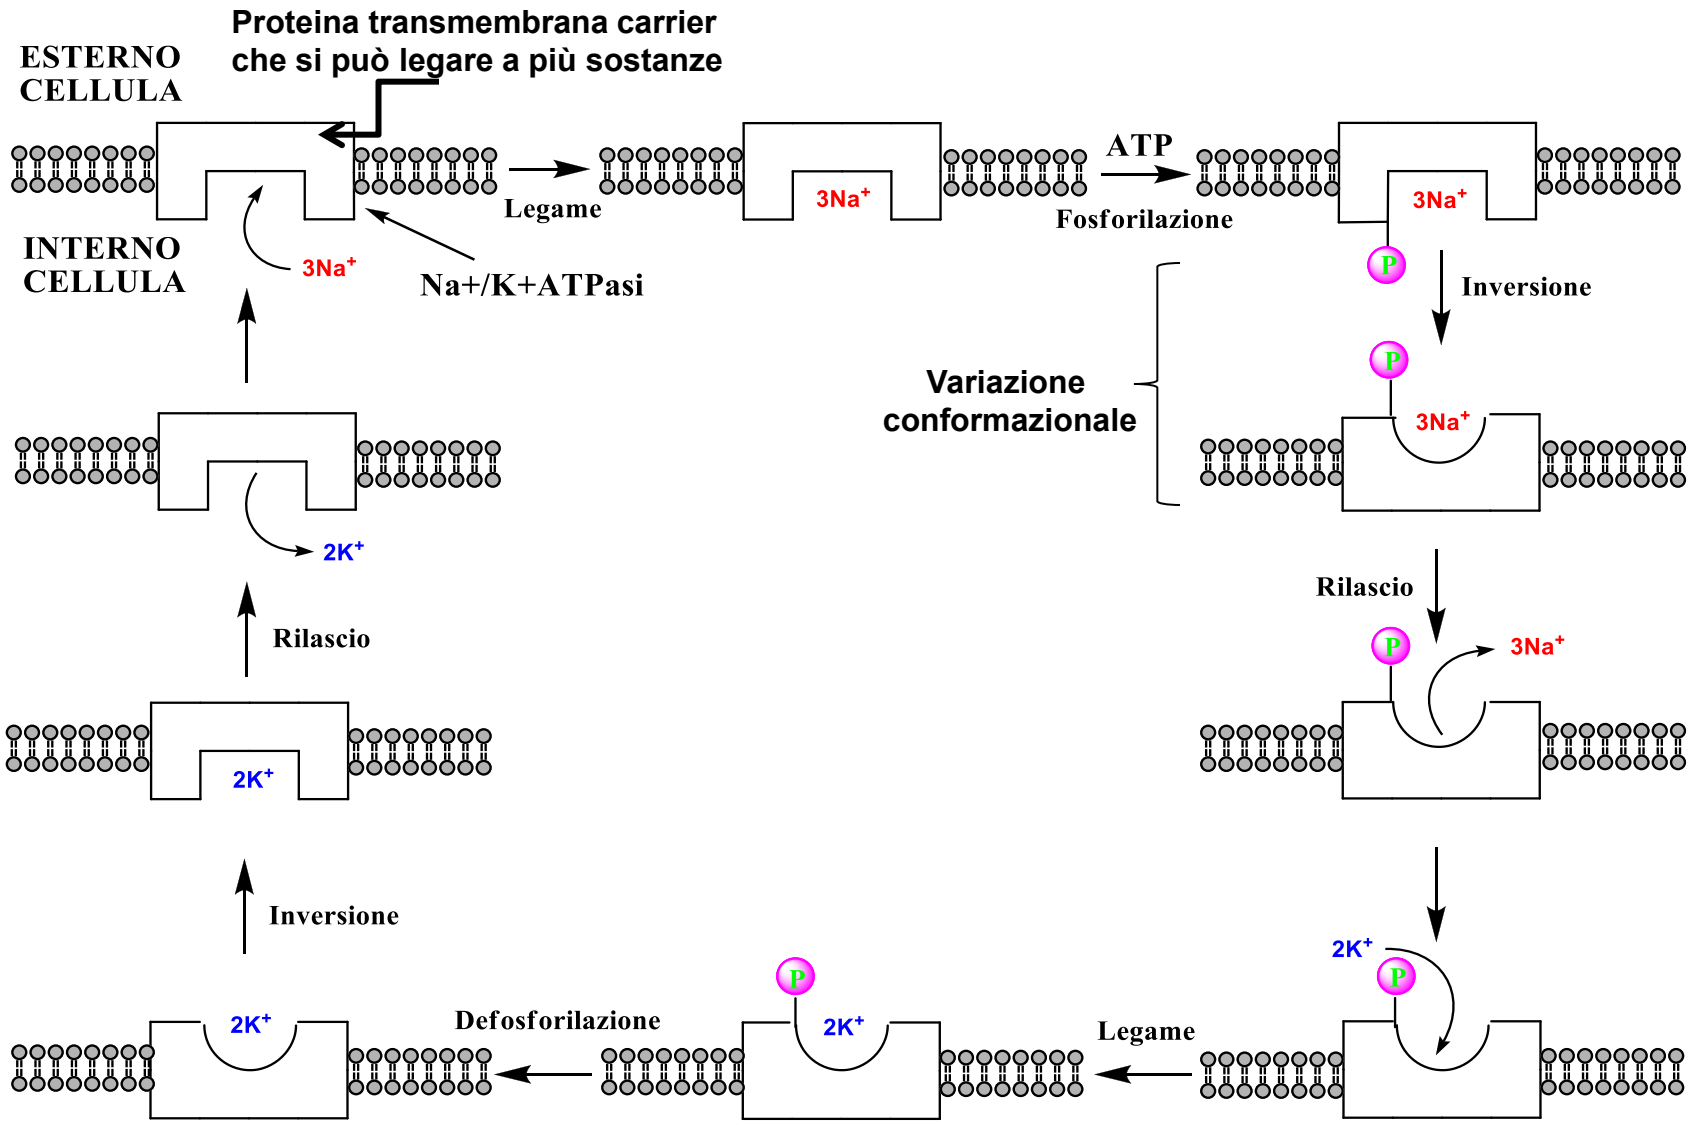 Proteina transmembrana carrier
che si può legare a più sostanze
ESTERNO
CELLULA
INTERNO
CELLULA
3Na+
Na+/K+ATPasi
Legame
3Na+
ATP
Fosforilazione
3Na+
P
Inversione
Variazione
conformazionale
P
3Na+
Rilascio
P
3Na+
2K+
P
Legame
P
2K+
Defosforilazione
2K+
Inversione
2K+
Rilascio
2K+